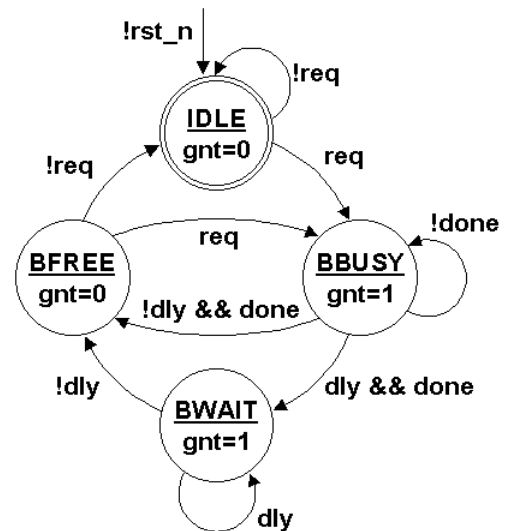 !rst_n
!req
IDLE
gnt=0
!req
req
req
!done
BFREE
gnt=0
BBUSY
gnt=1
!dly && done
!dly
dly && done
BWAIT
gnt=1
dly